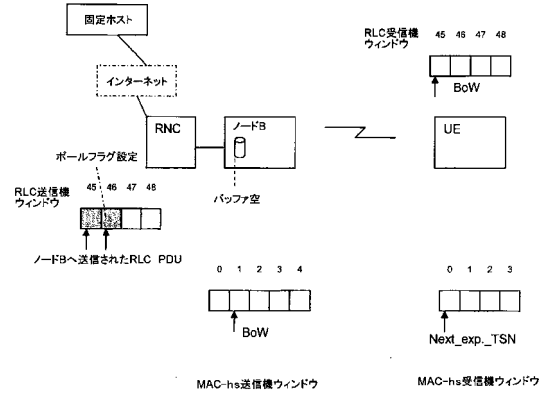 固定ホスト
インターネット
RNC
ノードB
バッファ空
ポールフラグ設定
RLC送信機
ウィンドウ
45 46 47 48
ノードBへ送信されたRLC PDU
RLC受信機
ウィンドウ
45 46 47 48
BoW
UE
0 1 2 3 4
BoW
MAC-hs送信機ウィンドウ
0 1 2 3
Next_exp._TSN
MAC-hs受信機ウィンドウ